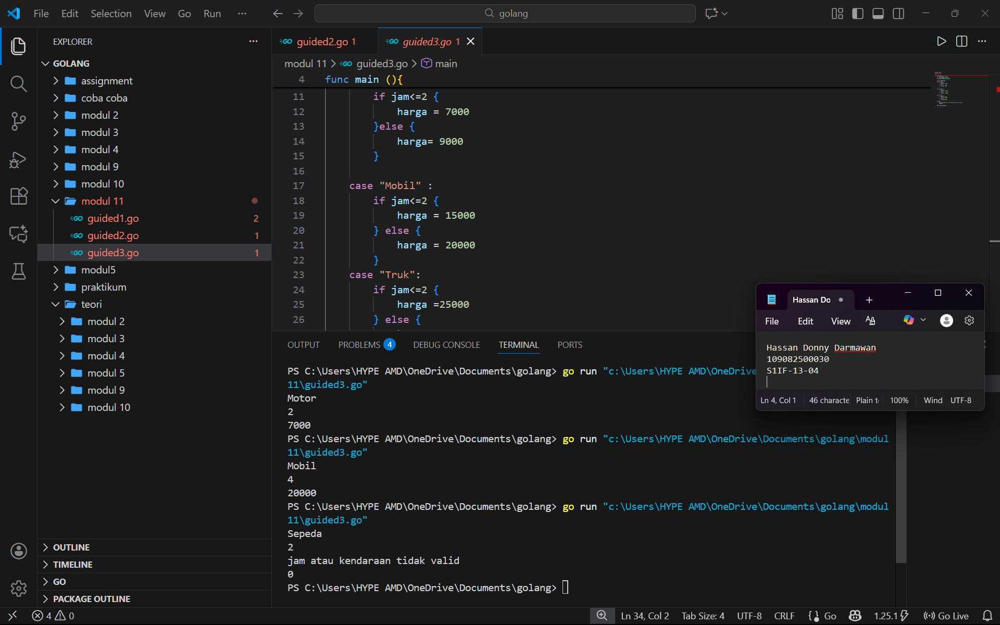 File Edit Selection View Go Run ···
golang
EXPLORER ···
GOLANG
assignment
coba coba
modul 2
modul 3
modul 4
modul 9
modul 10
modul 11
guided1.go 2
guided2.go 1
guided3.go 1
modul5
praktikum
teori
modul 2
modul 3
modul 4
modul 5
modul 9
modul 10
OUTLINE
TIMELINE
GO
PACKAGE OUTLINE
GO guided2.go 1
GO guided3.go 1
modul 11 > GO guided3.go > main
4 func main (){
11 if jam<=2 {
12 harga = 7000
13 }else {
14 harga= 9000
15 }
16
17 case "Mobil" :
18 if jam<=2 {
19 harga = 15000
20 } else {
21 harga = 20000
22 }
23 case "Truk":
24 if jam<=2 {
25 harga =25000
26 } else {
OUTPUT PROBLEMS 4 DEBUG CONSOLE TERMINAL PORTS
PS C:\Users\HYPE AMD\OneDrive\Documents\golang> go run "c:\Users\HYPE AMD\OneDrive
11\guided3.go"
Motor
2
7000
PS C:\Users\HYPE AMD\OneDrive\Documents\golang> go run "c:\Users\HYPE AMD\OneDrive\Documents\golang\modul
11\guided3.go"
Mobil
4
20000
PS C:\Users\HYPE AMD\OneDrive\Documents\golang> go run "c:\Users\HYPE AMD\OneDrive\Documents\golang\modul
11\guided3.go"
Sepeda
2
jam atau kendaraan tidak valid
0
PS C:\Users\HYPE AMD\OneDrive\Documents\golang>
Hassan Do
File Edit View
Hassan Donny Darmawan
109082500030
S1IF-13-04
Ln 4, Col 1 46 characte Plain t 100% Wind UTF-8
4 0
Ln 34, Col 2 Tab Size: 4 UTF-8 CRLF Go 1.25.1 Go Live